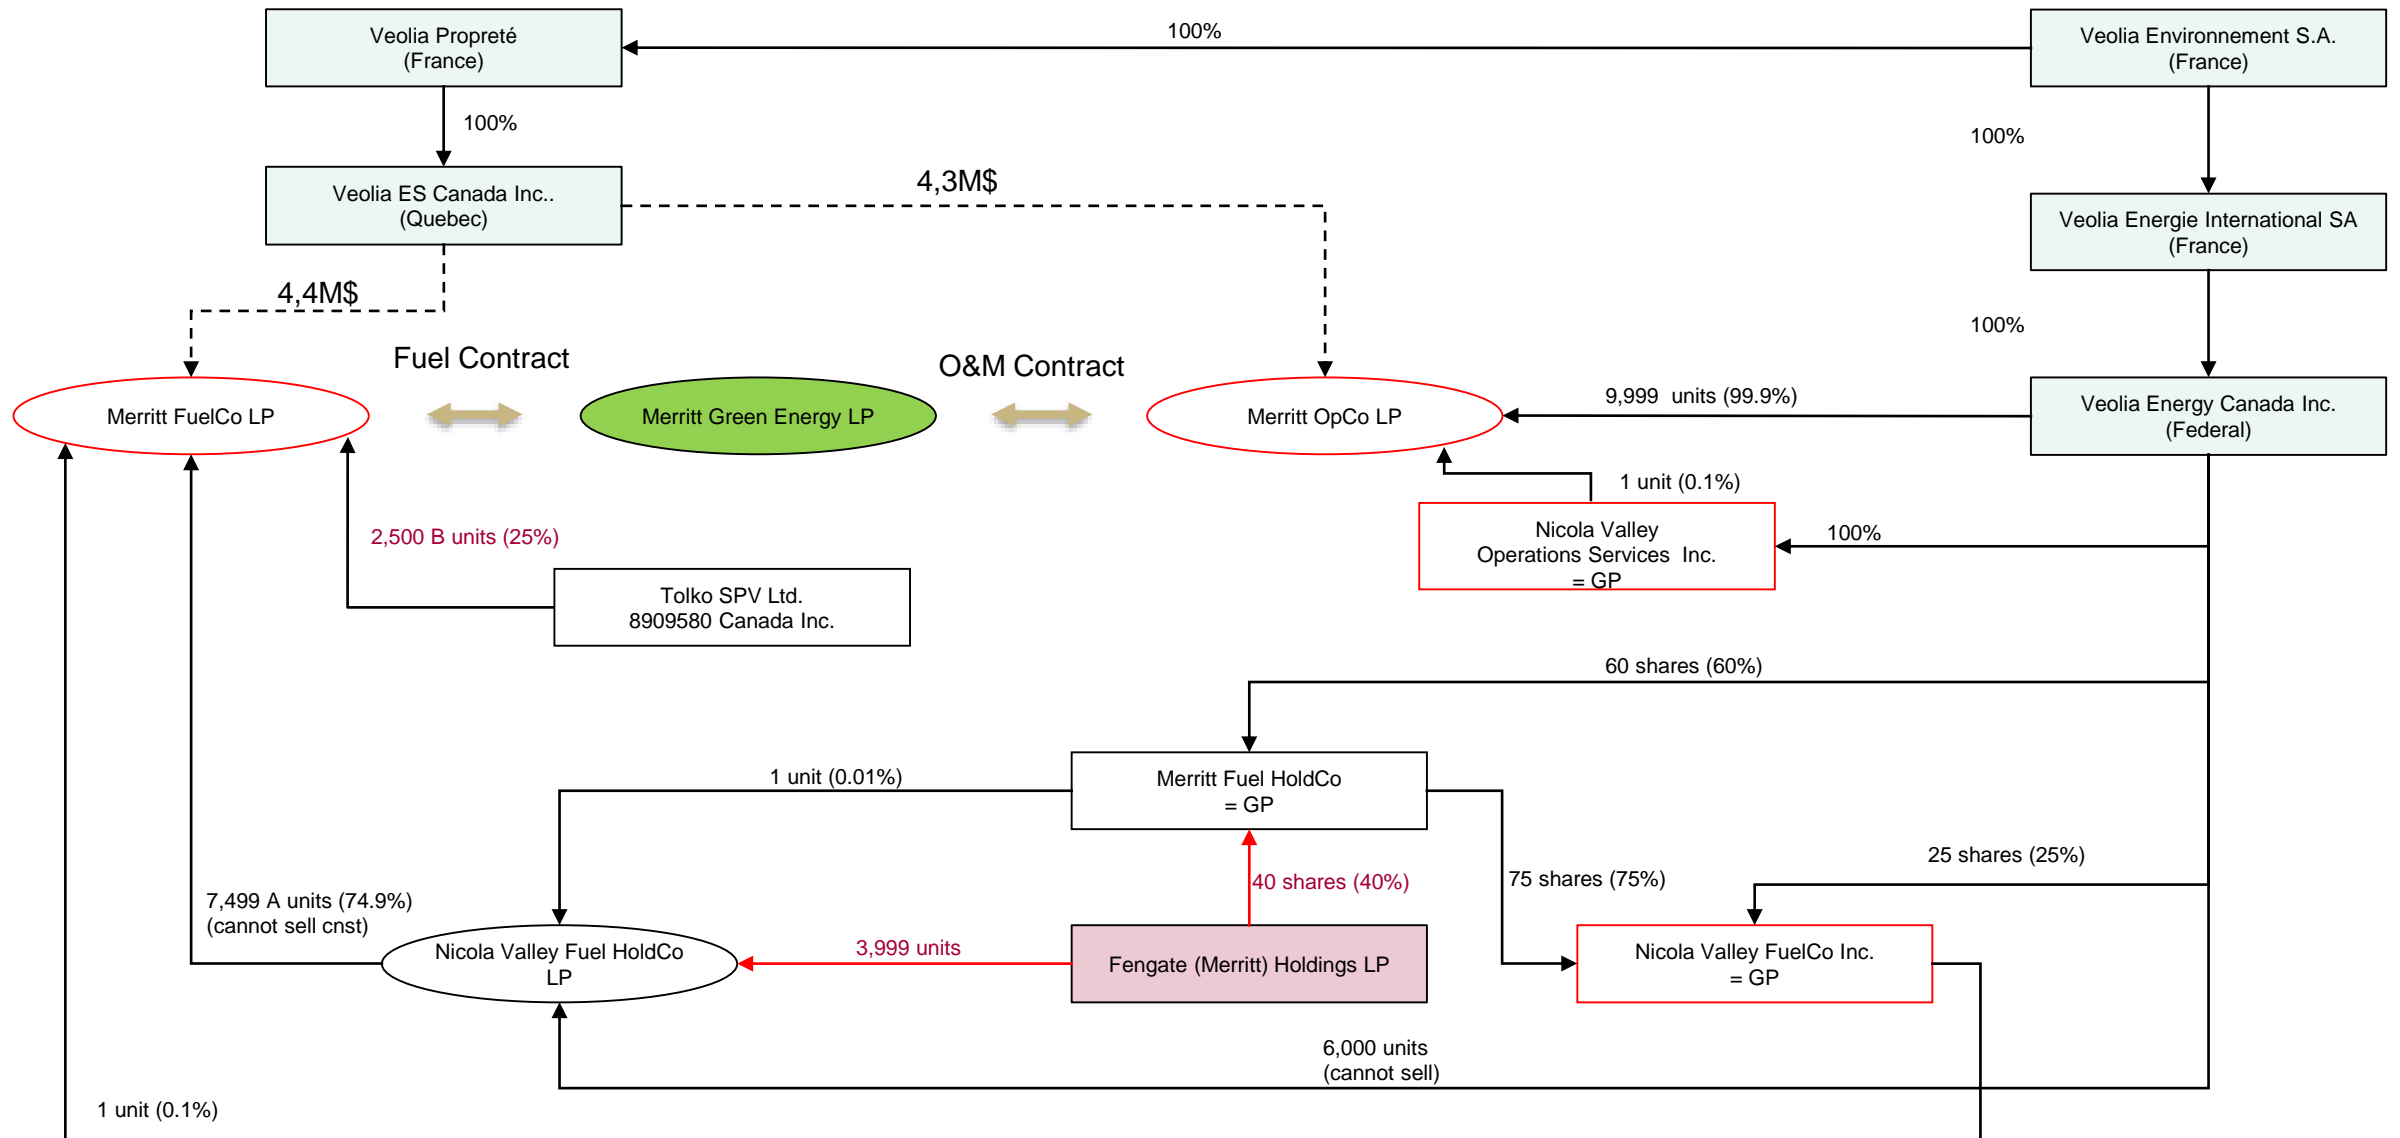 Veolia Propreté
(France)
100%
Veolia Environnement S.A.
(France)
100%
100%
Veolia ES Canada Inc..
(Quebec)
4,3M$
Veolia Energie International SA
(France)
4,4M$
100%
Fuel Contract
O&M Contract
Merritt FuelCo LP
Merritt Green Energy LP
Merritt OpCo LP
9,999 units (99.9%)
Veolia Energy Canada Inc.
(Federal)
1 unit (0.1%)
2,500 B units (25%)
Nicola Valley
Operations Services Inc.
= GP
100%
Tolko SPV Ltd.
8909580 Canada Inc.
60 shares (60%)
1 unit (0.01%)
Merritt Fuel HoldCo
= GP
25 shares (25%)
40 shares (40%)
75 shares (75%)
7,499 A units (74.9%)
(cannot sell cnst)
Nicola Valley Fuel HoldCo
LP
3,999 units
Fengate (Merritt) Holdings LP
Nicola Valley FuelCo Inc.
= GP
6,000 units
(cannot sell)
1 unit (0.1%)